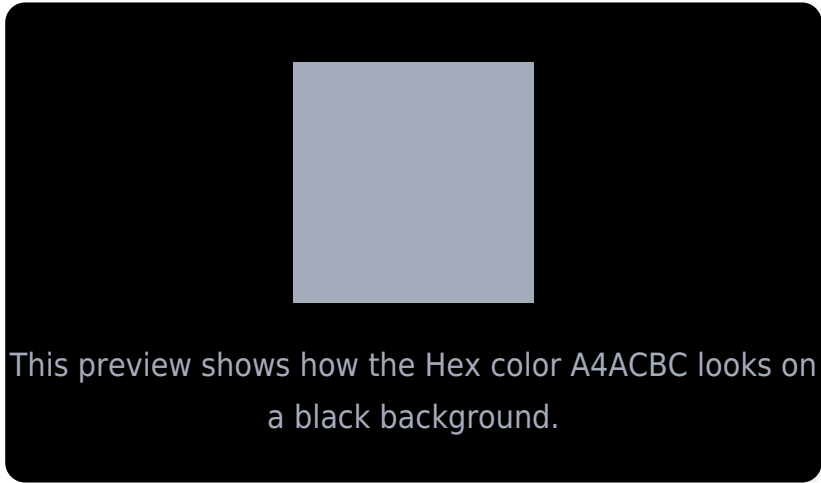 This preview shows how the Hex color A4ACBC looks on
a black background.